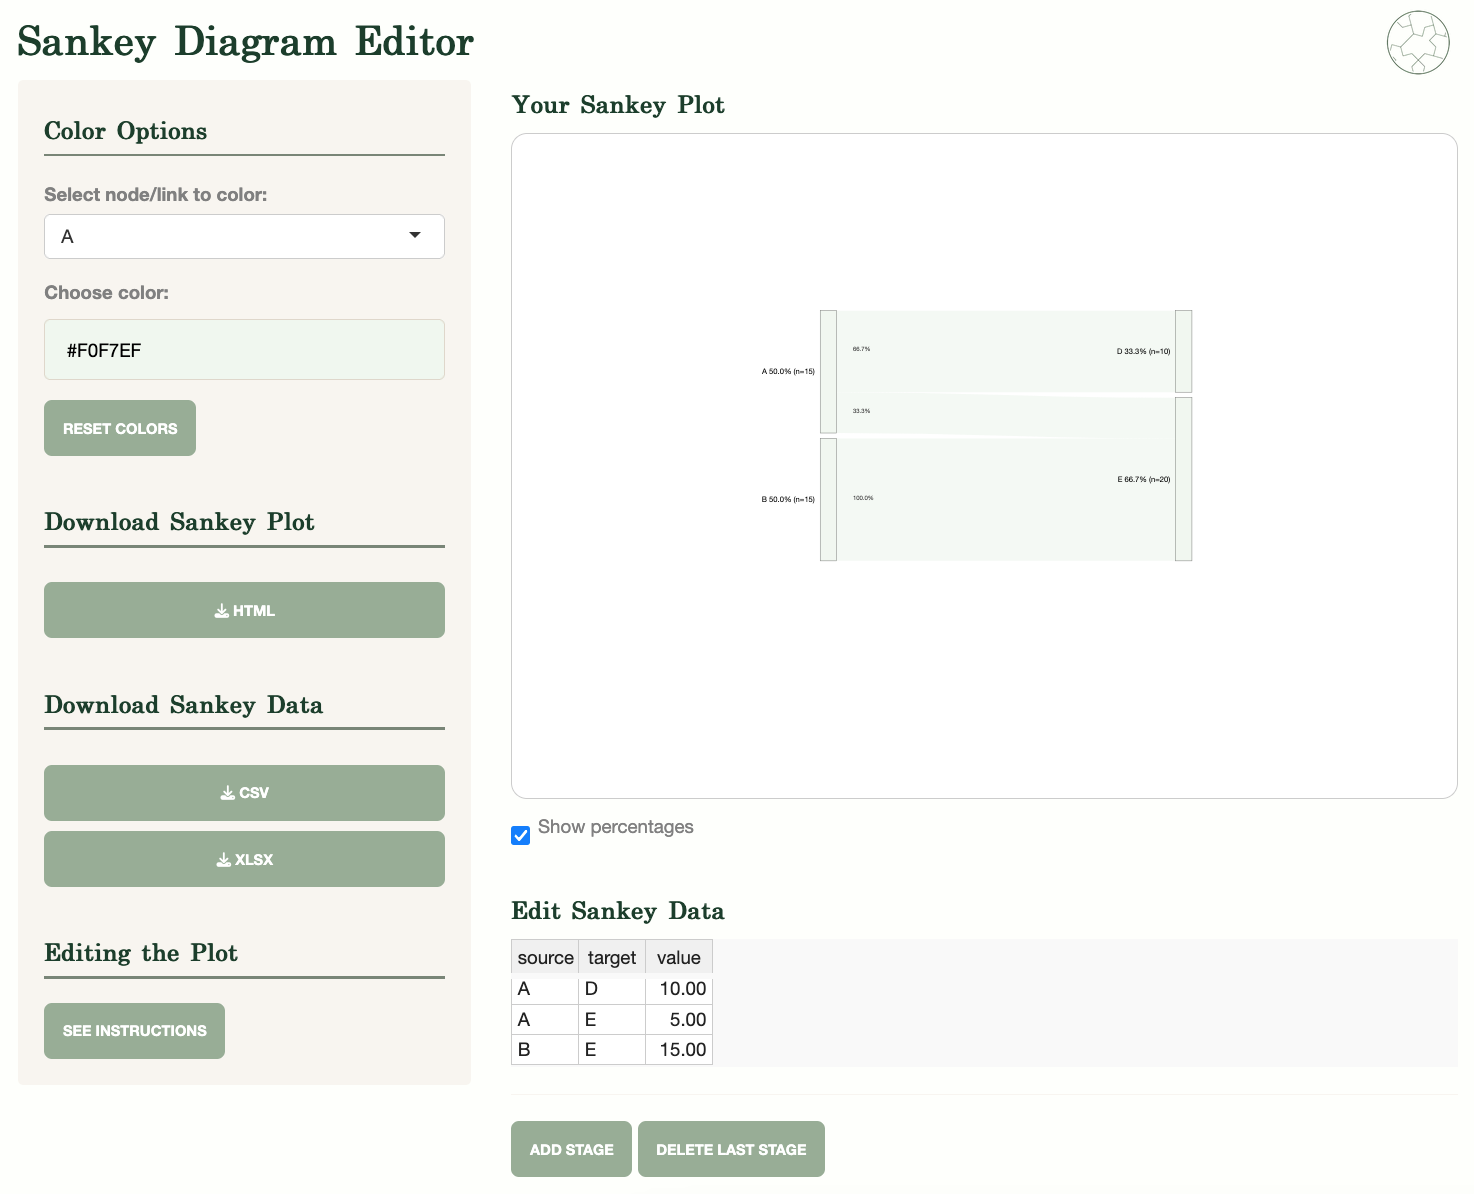 Sankey Diagram Editor
Color Options
Select node/link to color:
A
Choose color:
#F0F7EF
RESET COLORS
Download Sankey Plot
HTML
Download Sankey Data
CSV
XLSX
Editing the Plot
SEE INSTRUCTIONS
Your Sankey Plot
66.7%
D 33.3% (n=10)
A 50.0% (n=15)
33.3%
E 66.7% (n=20)
B 50.0% (n=15)
100.0%
Show percentages
Edit Sankey Data
source target value
A D 10.00
A E 5.00
B E 15.00
ADD STAGE DELETE LAST STAGE